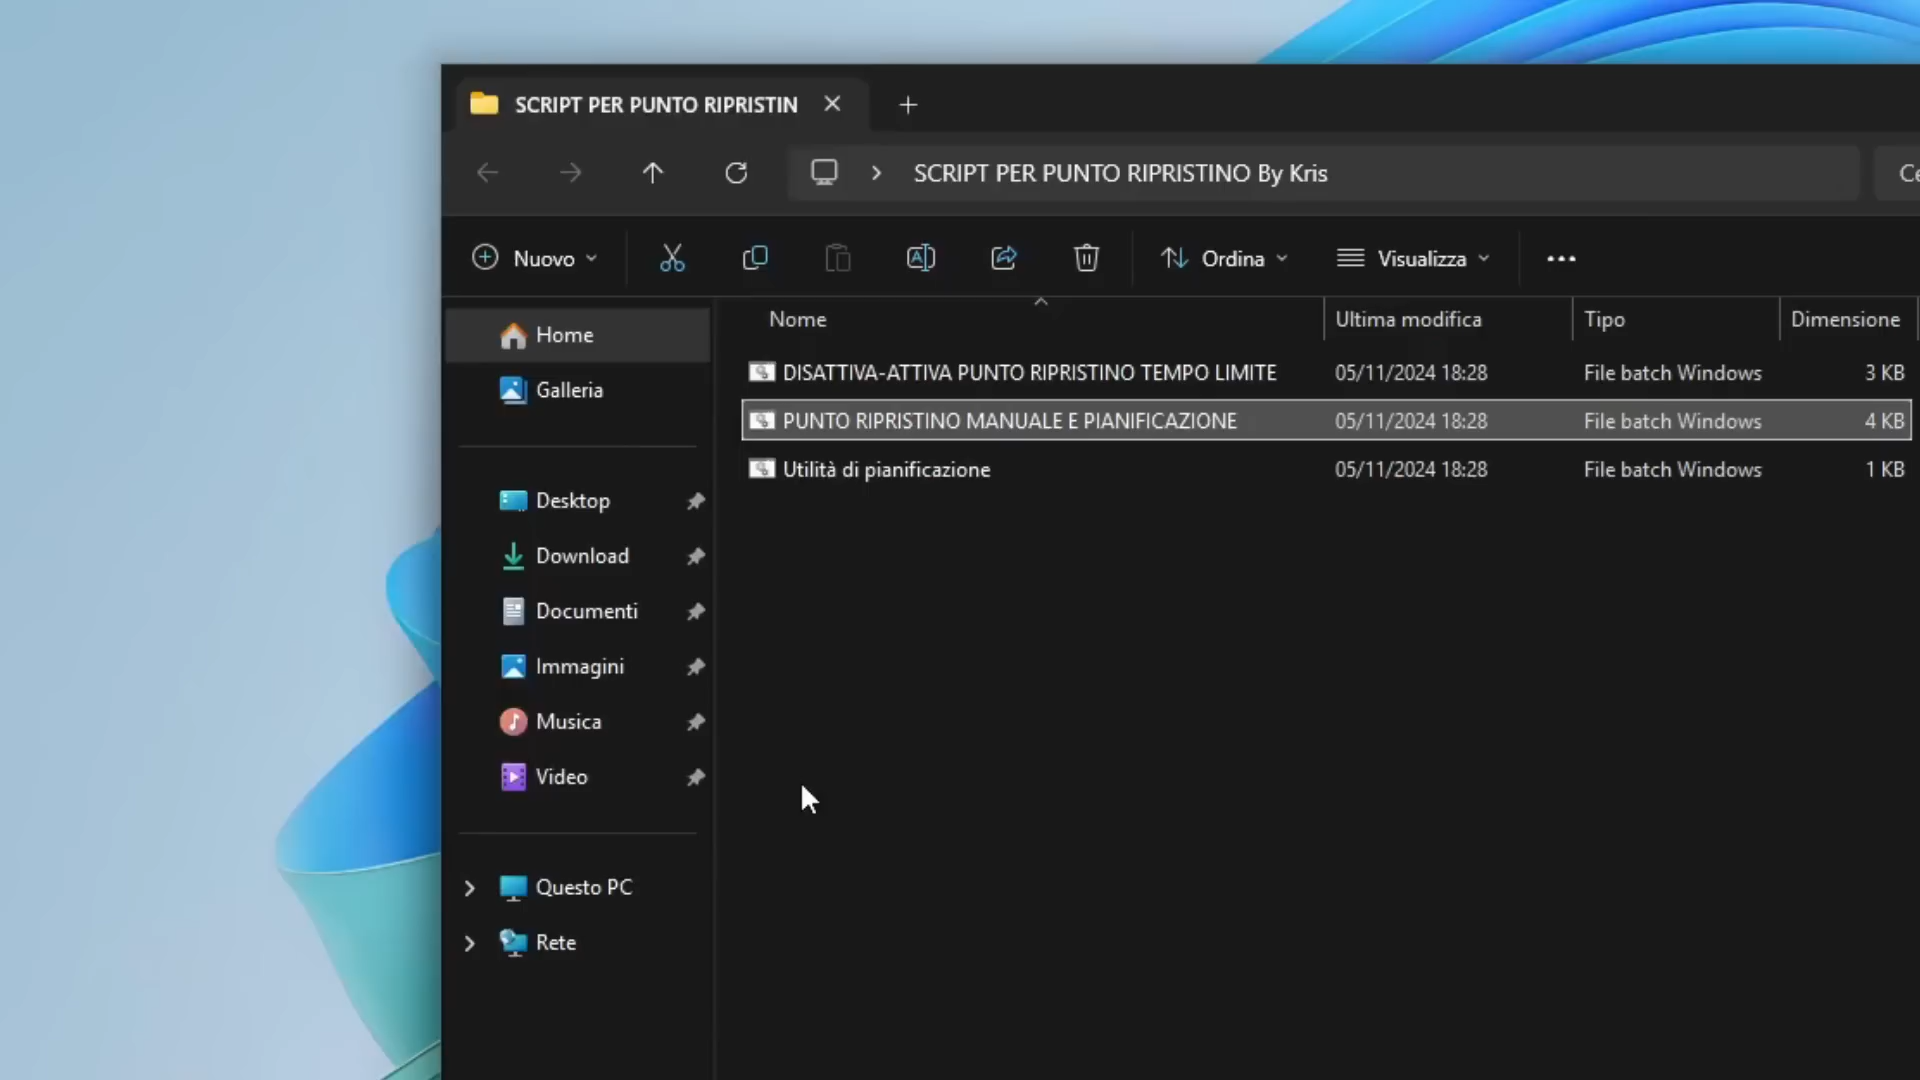 SCRIPT PER PUNTO RIPRISTIN
SCRIPT PER PUNTO RIPRISTINO By Kris
Nuovo
Ordina
Visualizza
Nome
Ultima modifica
Tipo
Dimensione
DISATTIVA-ATTIVA PUNTO RIPRISTINO TEMPO LIMITE
05/11/2024 18:28
File batch Windows
3 KB
PUNTO RIPRISTINO MANUALE E PIANIFICAZIONE
05/11/2024 18:28
File batch Windows
4 KB
Utilità di pianificazione
05/11/2024 18:28
File batch Windows
1 KB
Home
Galleria
Desktop
Download
Documenti
Immagini
Musica
Video
Questo PC
Rete